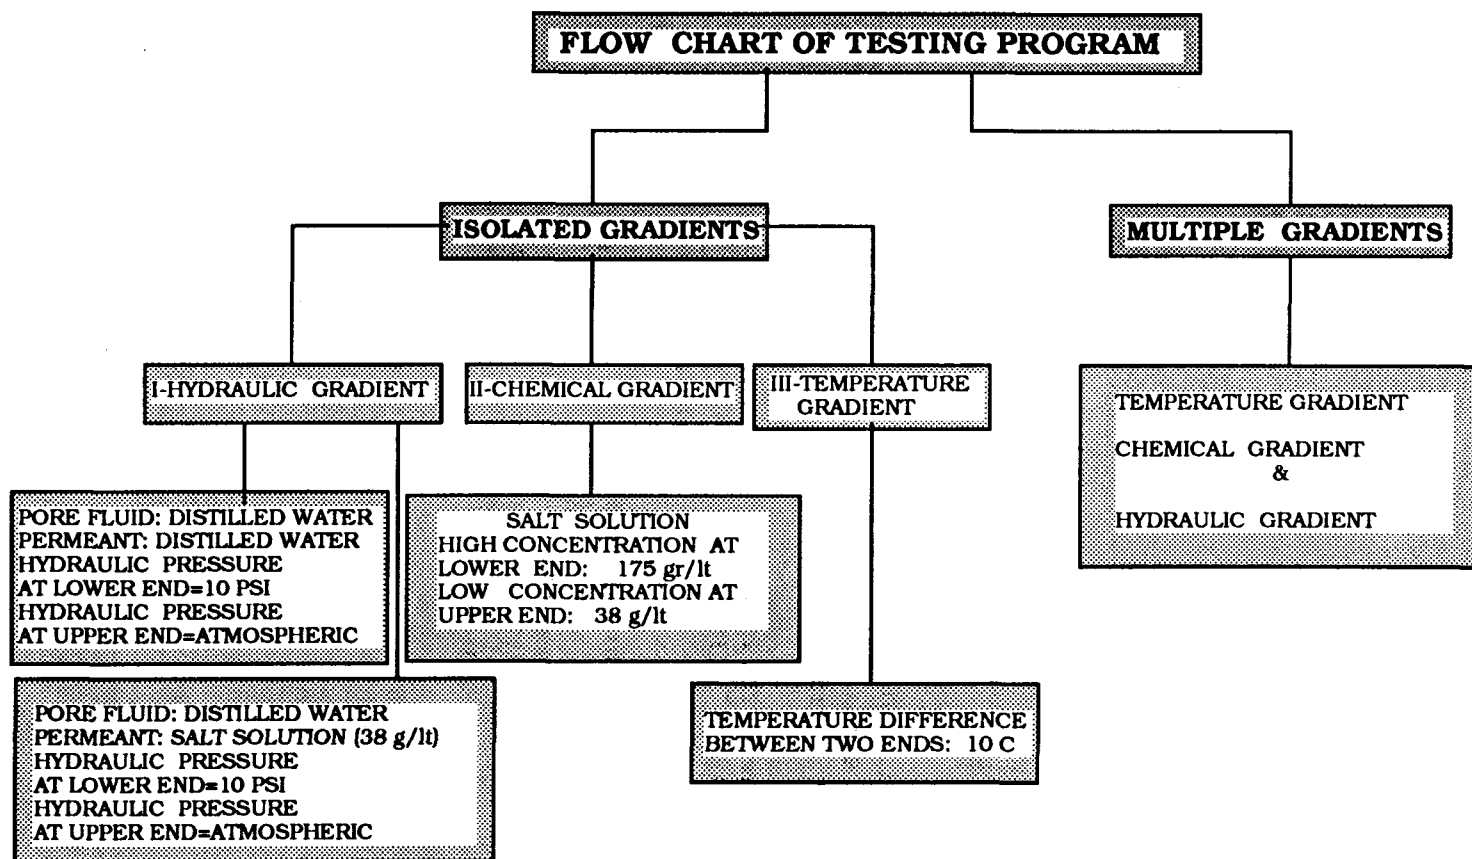 FLOW CHART OF TESTING PROGRAM
ISOLATED GRADIENTS
MULTIPLE GRADIENTS
I-HYDRAULIC GRADIENT
II-CHEMICAL GRADIENT
III-TEMPERATURE
GRADIENT
TEMPERATURE GRADIENT
CHEMICAL GRADIENT
&
HYDRAULIC GRADIENT
PORE FLUID: DISTILLED WATER
PERMEANT: DISTILLED WATER
HYDRAULIC PRESSURE
AT LOWER END=10 PSI
HYDRAULIC PRESSURE
AT UPPER END=ATMOSPHERIC
SALT SOLUTION
HIGH CONCENTRATION AT
LOWER END: 175 gr/lt
LOW CONCENTRATION AT
UPPER END: 38 g/lt
PORE FLUID: DISTILLED WATER
PERMEANT: SALT SOLUTION (38 g/lt)
HYDRAULIC PRESSURE
AT LOWER END=10 PSI
HYDRAULIC PRESSURE
AT UPPER END=ATMOSPHERIC
TEMPERATURE DIFFERENCE
BETWEEN TWO ENDS: 10 C